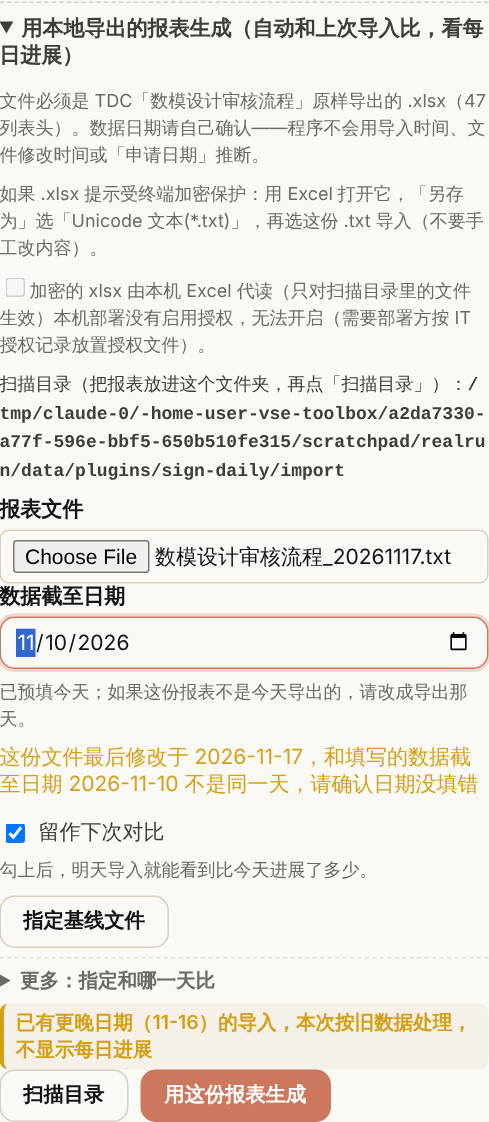 ▼ 用本地导出的报表生成（自动和上次导入比，看每
日进展）
文件必须是 TDC「数模设计审核流程」原样导出的 .xlsx（47
列表头）。数据日期请自己确认——程序不会用导入时间、文
件修改时间或「申请日期」推断。
如果 .xlsx 提示受终端加密保护：用 Excel 打开它，「另存
为」选「Unicode 文本(*.txt)」，再选这份 .txt 导入（不要手
工改内容）。
加密的 xlsx 由本机 Excel 代读（只对扫描目录里的文件
生效）本机部署没有启用授权，无法开启（需要部署方按 IT
授权记录放置授权文件）。
扫描目录（把报表放进这个文件夹，再点「扫描目录」）：/
tmp/claude-0/-home-user-vse-toolbox/a2da7330-
a77f-596e-bbf5-650b510fe315/scratchpad/realru
n/data/plugins/sign-daily/import
报表文件
Choose File 数模设计审核流程_20261117.txt
数据截至日期
11/10/2026
已预填今天；如果这份报表不是今天导出的，请改成导出那
天。
这份文件最后修改于 2026-11-17，和填写的数据截
至日期 2026-11-10 不是同一天，请确认日期没填错
留作下次对比
勾上后，明天导入就能看到比今天进展了多少。
指定基线文件
▶ 更多：指定和哪一天比
已有更晚日期（11-16）的导入，本次按旧数据处理，
不显示每日进展
扫描目录 用这份报表生成